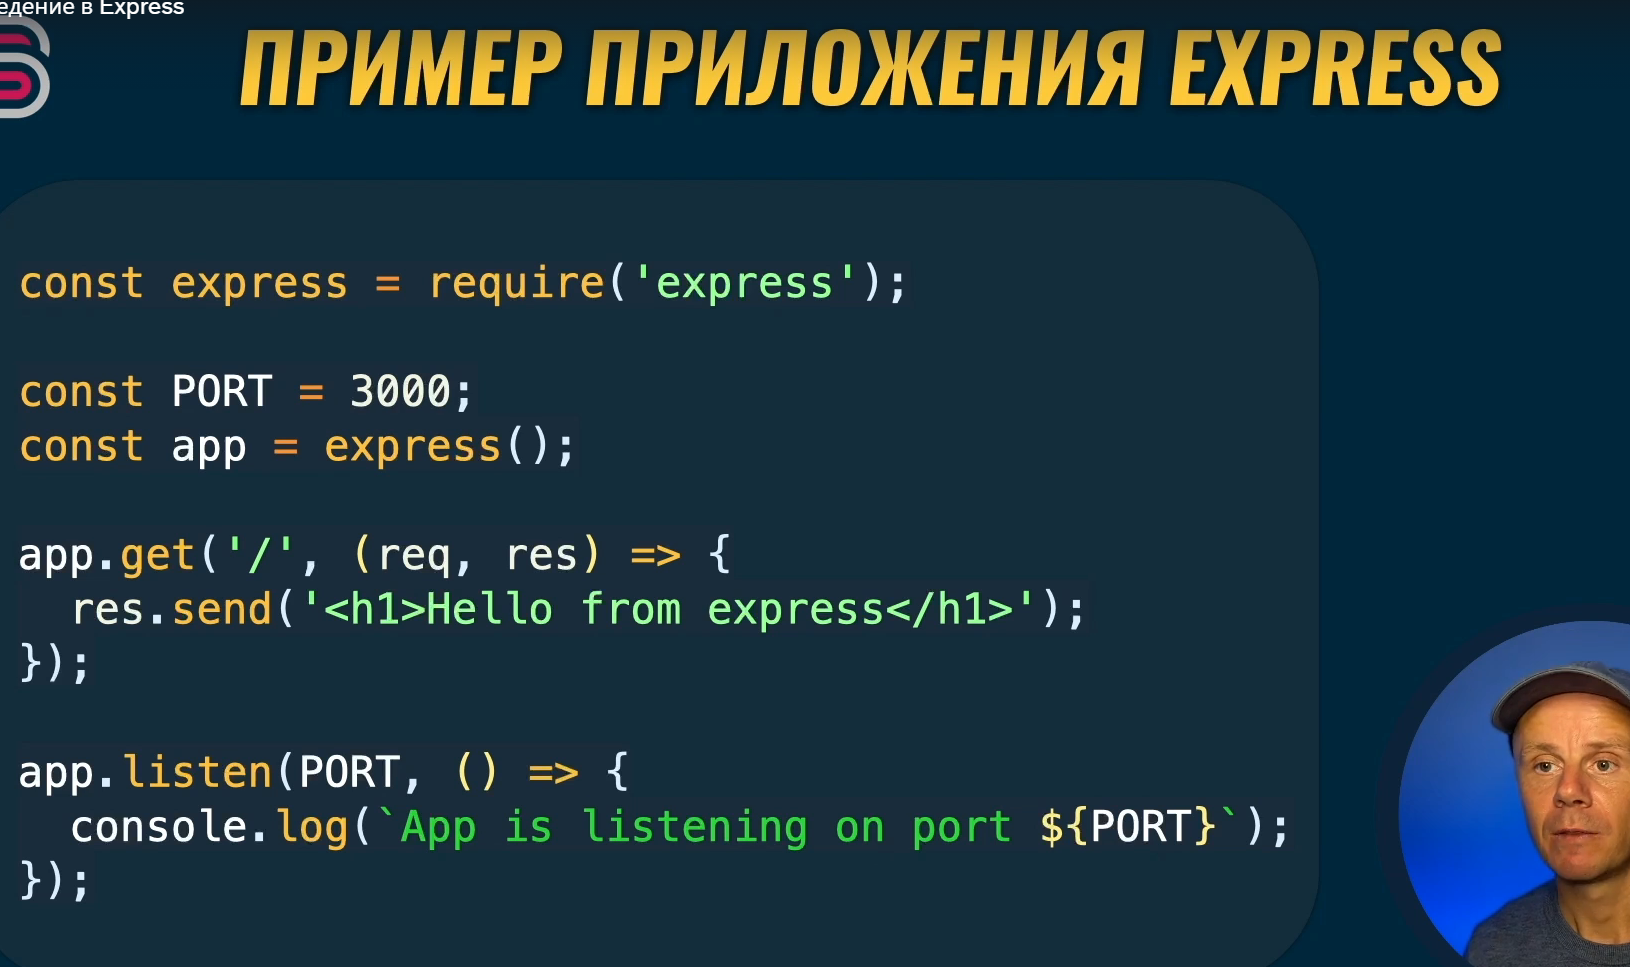 едение в Express
ПРИМЕР ПРИЛОЖЕНИЯ EXPRESS
const express = require('express');
const PORT = 3000;
const app = express();
app.get('/', (req, res) => {
  res.send('<h1>Hello from express</h1>');
});
app.listen(PORT, () => {
  console.log(`App is listening on port ${PORT}`);
});